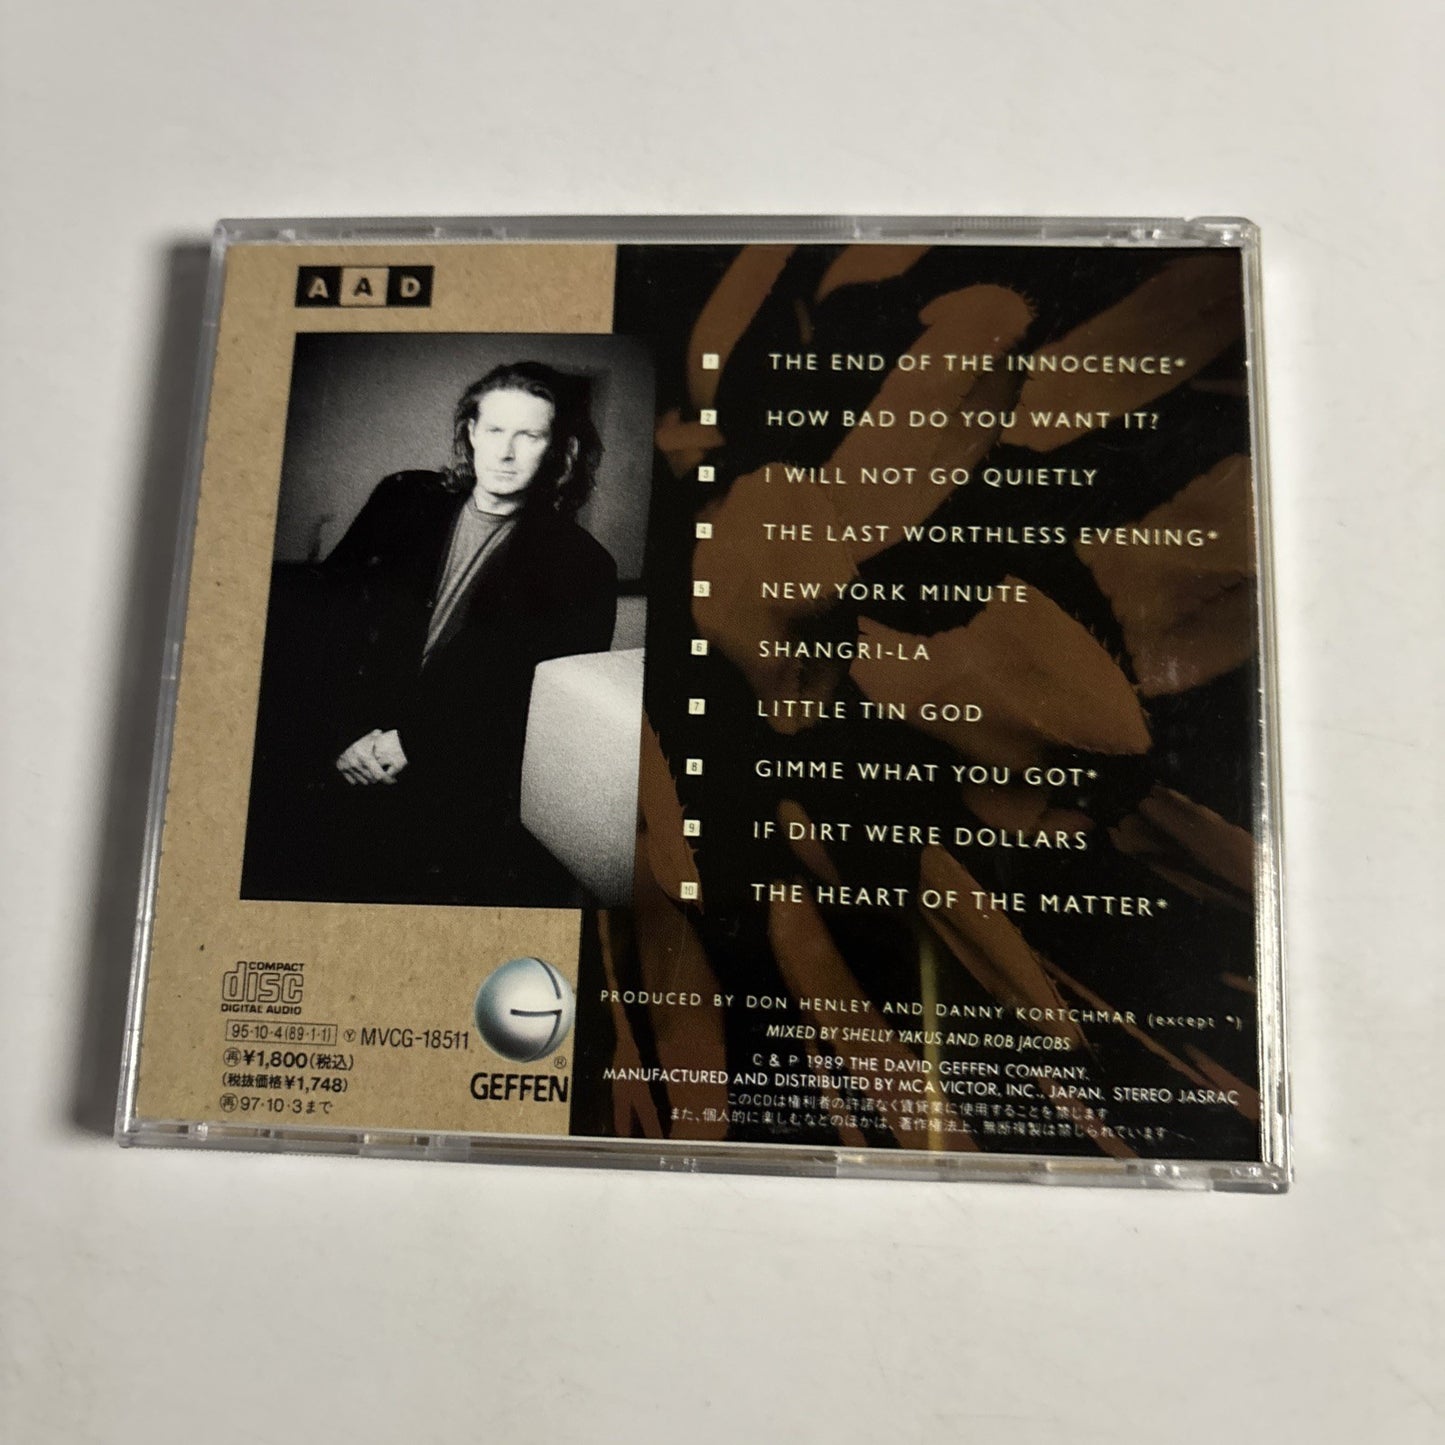 A A D
1 THE END OF THE INNOCENCE*
2 HOW BAD DO YOU WANT IT?
3 I WILL NOT GO QUIETLY
4 THE LAST WORTHLESS EVENING*
5 NEW YORK MINUTE
6 SHANGRI-LA
7 LITTLE TIN GOD
8 GIMME WHAT YOU GOT*
9 IF DIRT WERE DOLLARS
10 THE HEART OF THE MATTER*
PRODUCED BY DON HENLEY AND DANNY KORTCHMAR (except *)
MIXED BY SHELLY YAKUS AND ROB JACOBS
C & P 1989 THE DAVID GEFFEN COMPANY.
MANUFACTURED AND DISTRIBUTED BY MCA VICTOR, INC., JAPAN. STEREO JASRAC
このCDは権利者の許諾なく賃貸業に使用することを禁じます
また、個人的に楽しむなどのほかは、著作権法上、無断複製は禁じられています
COMPACT
disc
DIGITAL AUDIO
95·10·4(89·1·1) Ⓨ MVCG-18511
㊢¥1,800(税込)
(税抜価格¥1,748)
97·10·3まで
GEFFEN®